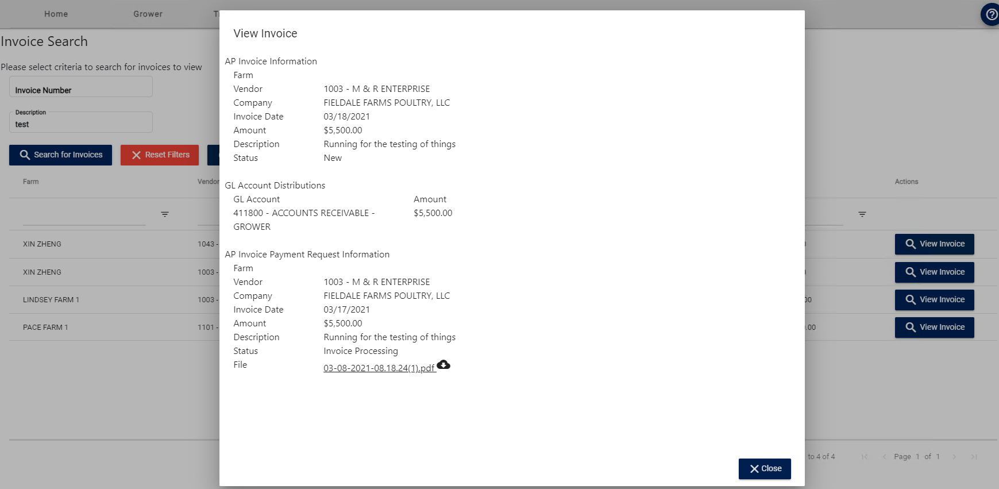 Home Grower
Invoice Search
Please select criteria to search for invoices to view
Invoice Number
Description
test
Search for Invoices Reset Filters
Farm Vendor Actions
XIN ZHENG 1043 - View Invoice
XIN ZHENG 1003 - View Invoice
LINDSEY FARM 1 1003 - 00 View Invoice
PACE FARM 1 1101 - .00 View Invoice
to 4 of 4 Page 1 of 1
View Invoice
AP Invoice Information
Farm
Vendor 1003 - M & R ENTERPRISE
Company FIELDALE FARMS POULTRY, LLC
Invoice Date 03/18/2021
Amount $5,500.00
Description Running for the testing of things
Status New
GL Account Distributions
GL Account Amount
411800 - ACCOUNTS RECEIVABLE - $5,500.00
GROWER
AP Invoice Payment Request Information
Farm
Vendor 1003 - M & R ENTERPRISE
Company FIELDALE FARMS POULTRY, LLC
Invoice Date 03/17/2021
Amount $5,500.00
Description Running for the testing of things
Status Invoice Processing
File 03-08-2021-08.18.24(1).pdf
Close